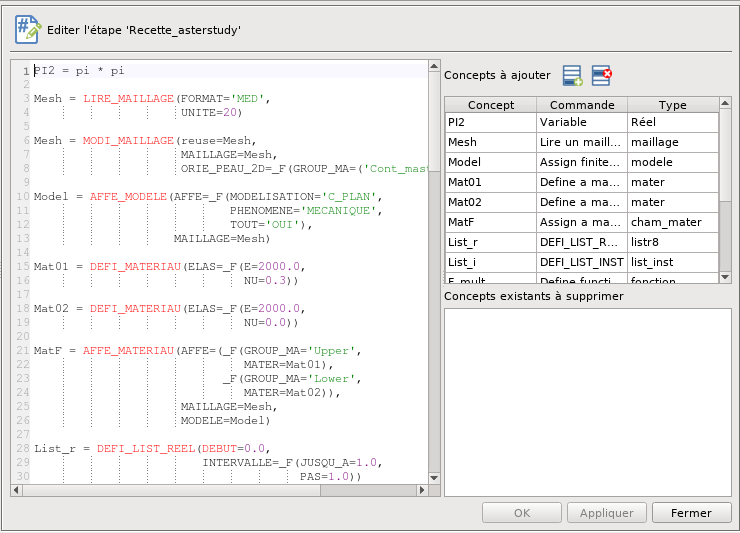 Editer l'étape 'Recette_asterstudy'
1 PI2 = pi * pi
2
3 Mesh = LIRE_MAILLAGE(FORMAT='MED',
4 UNITE=20)
5
6 Mesh = MODI_MAILLAGE(reuse=Mesh,
7 MAILLAGE=Mesh,
8 ORIE_PEAU_2D=_F(GROUP_MA=('Cont_mast
9
10 Model = AFFE_MODELE(AFFE=_F(MODELISATION='C_PLAN',
11 PHENOMENE='MECANIQUE',
12 TOUT='OUI'),
13 MAILLAGE=Mesh)
14
15 Mat01 = DEFI_MATERIAU(ELAS=_F(E=2000.0,
16 NU=0.3))
17
18 Mat02 = DEFI_MATERIAU(ELAS=_F(E=2000.0,
19 NU=0.0))
20
21 MatF = AFFE_MATERIAU(AFFE=(_F(GROUP_MA='Upper',
22 MATER=Mat01),
23 _F(GROUP_MA='Lower',
24 MATER=Mat02)),
25 MAILLAGE=Mesh,
26 MODELE=Model)
27
28 List_r = DEFI_LIST_REEL(DEBUT=0.0,
29 INTERVALLE=_F(JUSQU_A=1.0,
30 PAS=1.0))
Concepts à ajouter
Concept Commande Type
PI2 Variable Réel
Mesh Lire un maill... maillage
Model Assign finite... modele
Mat01 Define a ma... mater
Mat02 Define a ma... mater
MatF Assign a ma... cham_mater
List_r DEFI_LIST_R... listr8
List_i DEFI_LIST_INST list_inst
F_mult Define functi... fonction
Concepts existants à supprimer
OK Appliquer Fermer